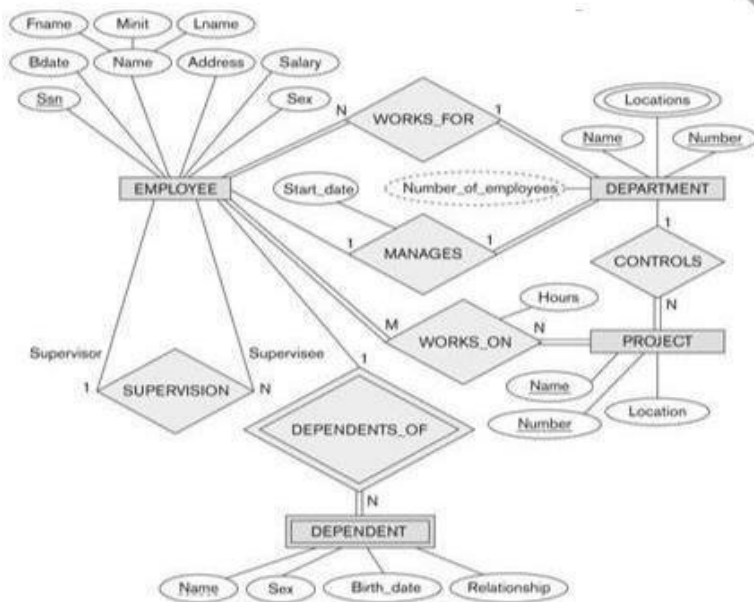 Fname Minit Lname
Bdate Name Address Salary
Ssn Sex
N WORKS_FOR 1
Locations
Name Number
EMPLOYEE
Start_date
Number_of_employees
DEPARTMENT
1 MANAGES 1
1
CONTROLS
N
Hours
M WORKS_ON N
PROJECT
Name
Number
Location
Supervisor Supervisee
1 SUPERVISION N
1
DEPENDENTS_OF
N
DEPENDENT
Name Sex Birth_date Relationship